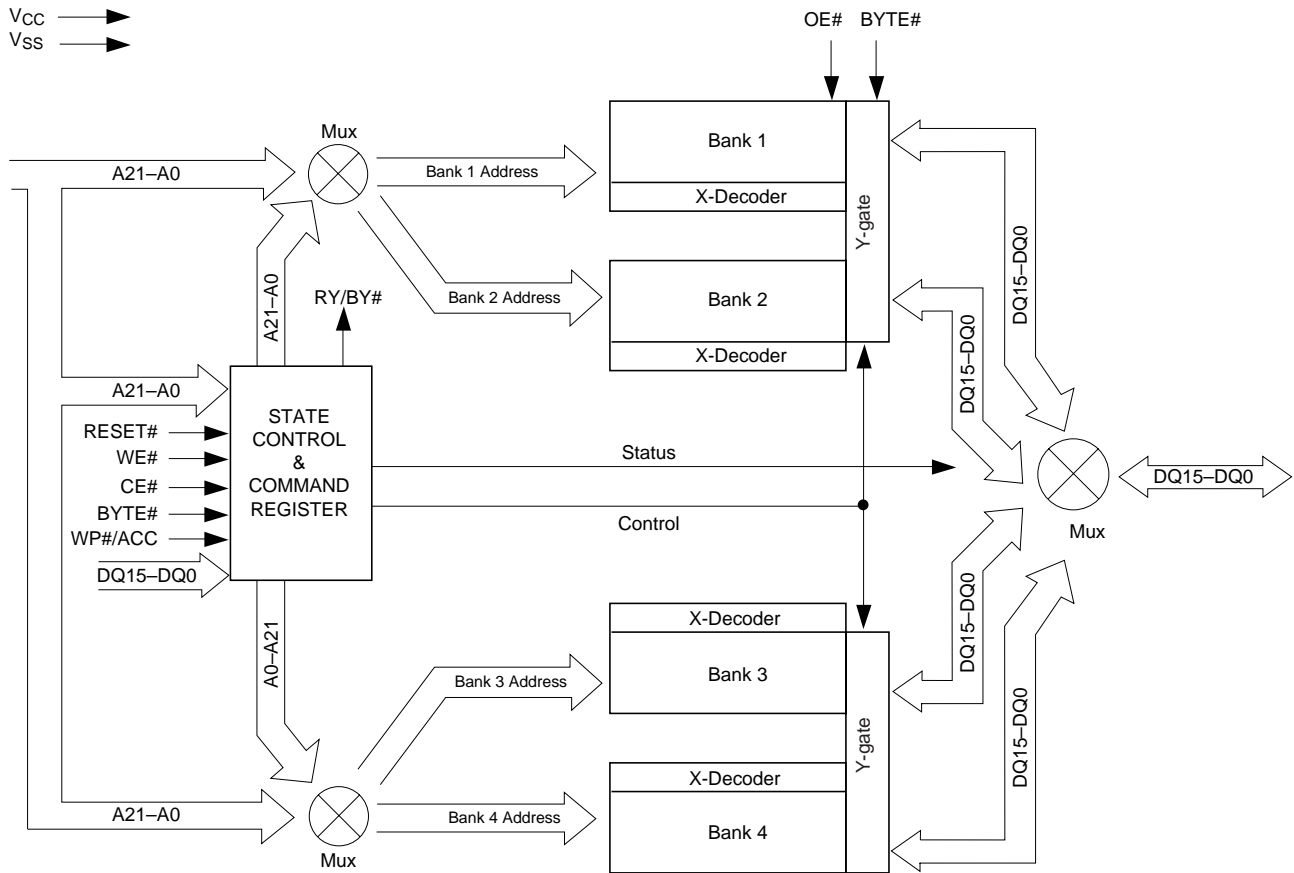 VCC
VSS
OE# BYTE#
Mux
A21–A0
Bank 1 Address
Bank 1
X-Decoder
Y-gate
DQ15–DQ0
A21–A0
RY/BY#
Bank 2 Address
Bank 2
X-Decoder
DQ15–DQ0
A21–A0
RESET#
WE#
CE#
BYTE#
WP#/ACC
DQ15–DQ0
STATE
CONTROL
&
COMMAND
REGISTER
Status
Control
DQ15–DQ0
Mux
A0–A21
X-Decoder
Bank 3 Address
Bank 3
DQ15–DQ0
Y-gate
DQ15–DQ0
X-Decoder
A21–A0
Bank 4 Address
Bank 4
Mux